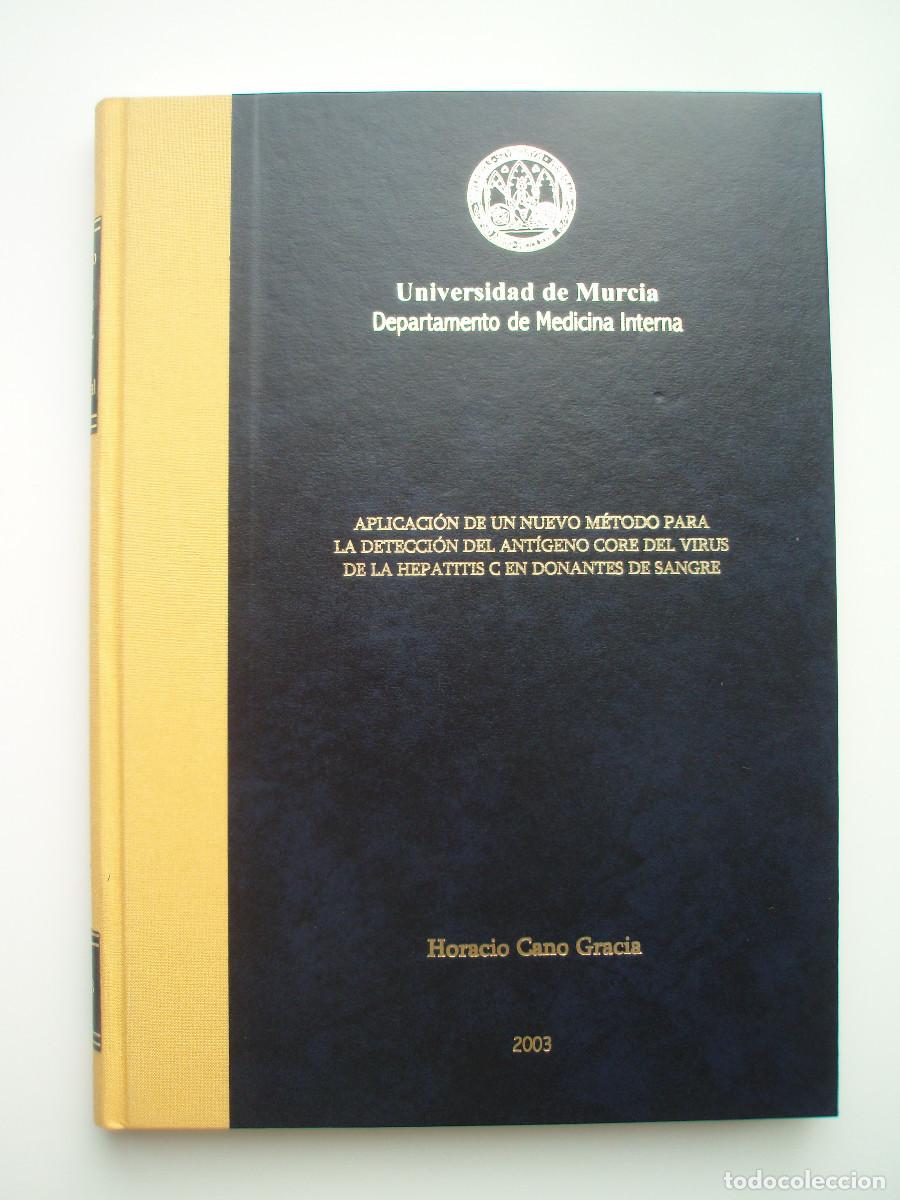 Universidad de Murcia
Departamento de Medicina Interna
APLICACIÓN DE UN NUEVO MÉTODO PARA
LA DETECCIÓN DEL ANTÍGENO CORE DEL VIRUS
DE LA HEPATITIS C EN DONANTES DE SANGRE
Horacio Cano Gracia
2003
todocoleccion